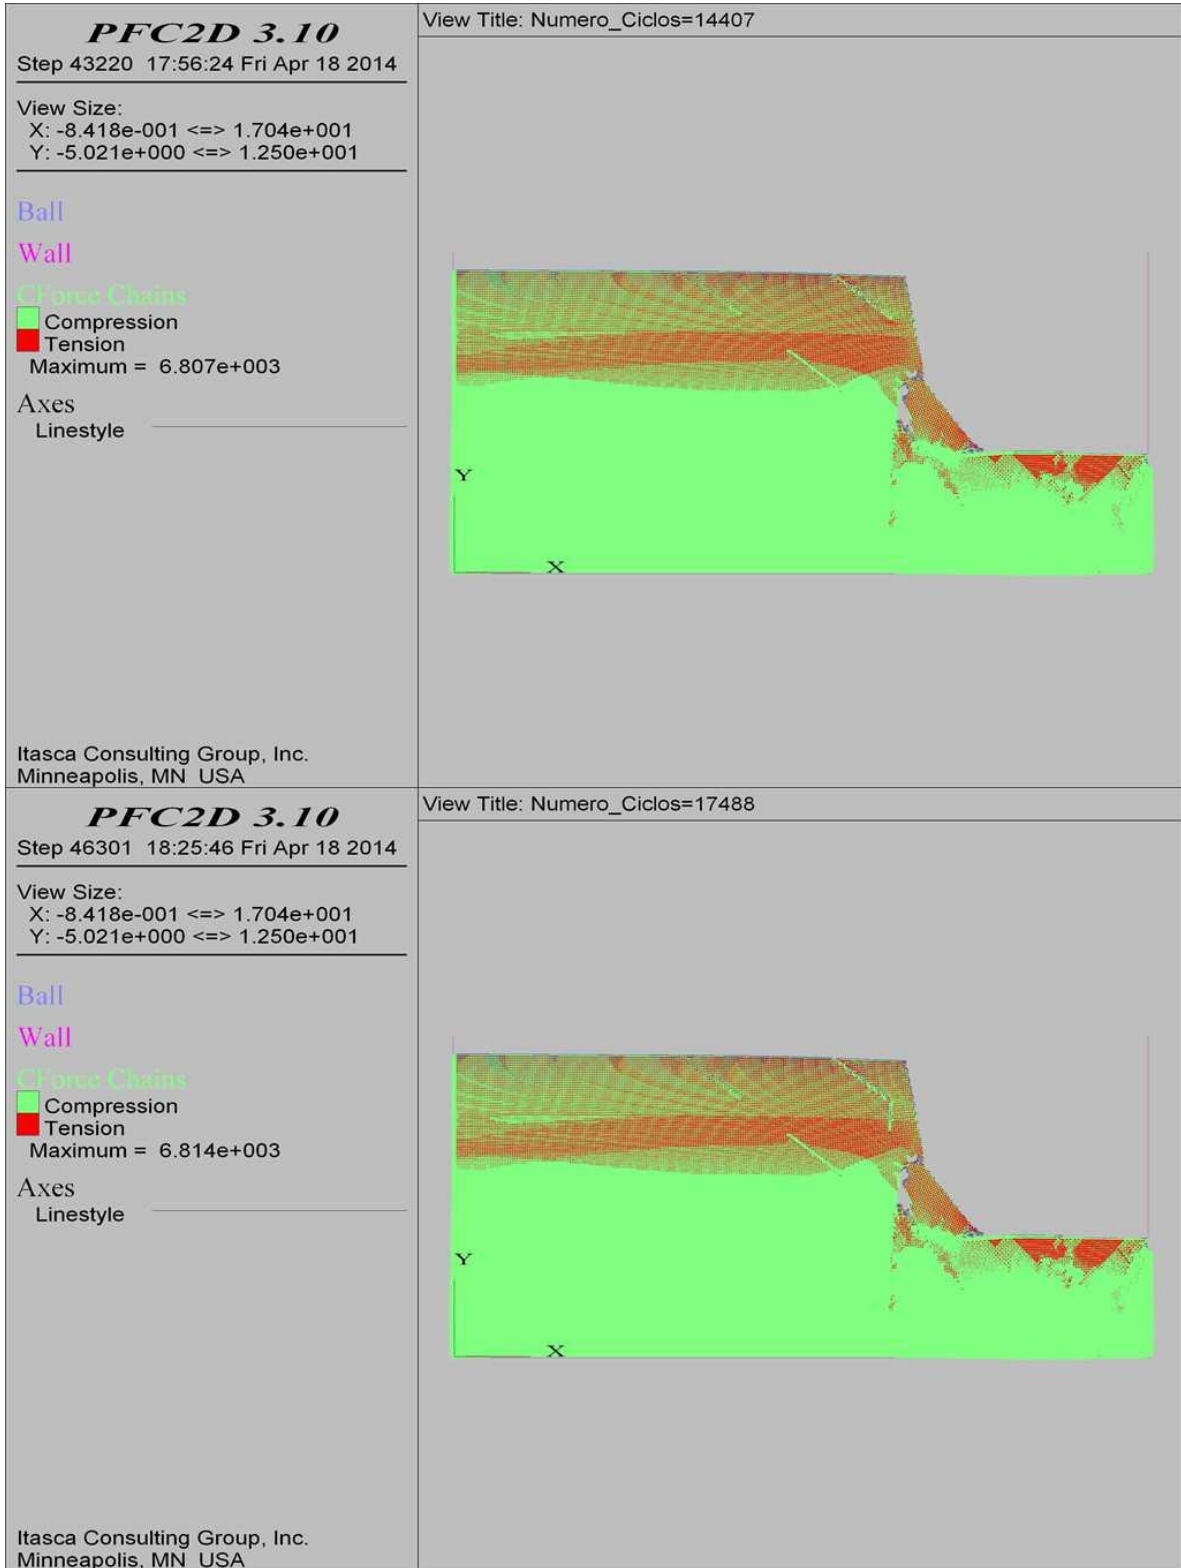 PFC2D 3.10
Step 43220  17:56:24 Fri Apr 18 2014
View Size:
X: -8.418e-001 <=> 1.704e+001
Y: -5.021e+000 <=> 1.250e+001
Ball
Wall
CForce Chains
Compression
Tension
Maximum =  6.807e+003
Axes
Linestyle
Itasca Consulting Group, Inc.
Minneapolis, MN  USA
View Title: Numero_Ciclos=14407
Y
X
PFC2D 3.10
Step 46301  18:25:46 Fri Apr 18 2014
View Size:
X: -8.418e-001 <=> 1.704e+001
Y: -5.021e+000 <=> 1.250e+001
Ball
Wall
CForce Chains
Compression
Tension
Maximum =  6.814e+003
Axes
Linestyle
Itasca Consulting Group, Inc.
Minneapolis, MN  USA
View Title: Numero_Ciclos=17488
Y
X